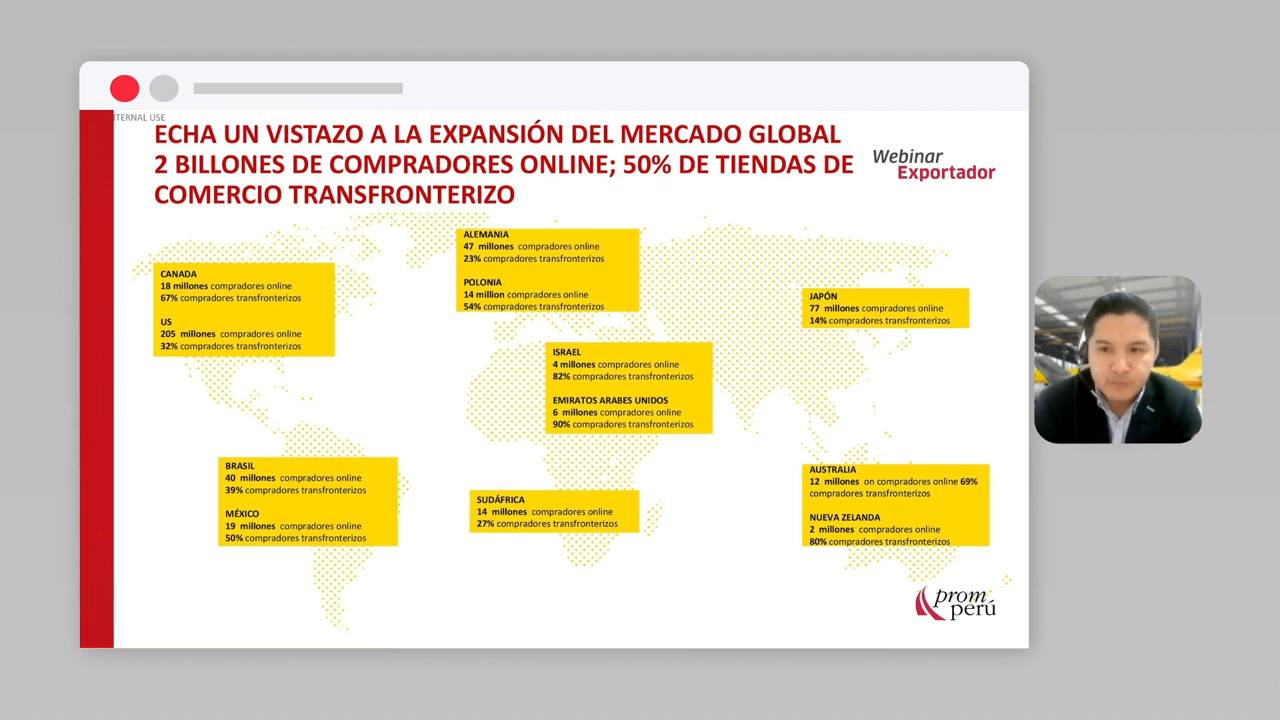 NTERNAL USE
ECHA UN VISTAZO A LA EXPANSIÓN DEL MERCADO GLOBAL
2 BILLONES DE COMPRADORES ONLINE; 50% DE TIENDAS DE
COMERCIO TRANSFRONTERIZO
Webinar
Exportador
CANADA
18 millones compradores online
67% compradores transfronterizos
US
205 millones compradores online
32% compradores transfronterizos
ALEMANIA
47 millones compradores online
23% compradores transfronterizos
POLONIA
14 million compradores online
54% compradores transfronterizos
JAPÓN
77 millones compradores online
14% compradores transfronterizos
ISRAEL
4 millones compradores online
82% compradores transfronterizos
EMIRATOS ARABES UNIDOS
6 millones compradores online
90% compradores transfronterizos
BRASIL
40 millones compradores online
39% compradores transfronterizos
MÉXICO
19 millones compradores online
50% compradores transfronterizos
SUDÁFRICA
14 millones compradores online
27% compradores transfronterizos
AUSTRALIA
12 millones on compradores online 69%
compradores transfronterizos
NUEVA ZELANDA
2 millones compradores online
80% compradores transfronterizos
prom
perú